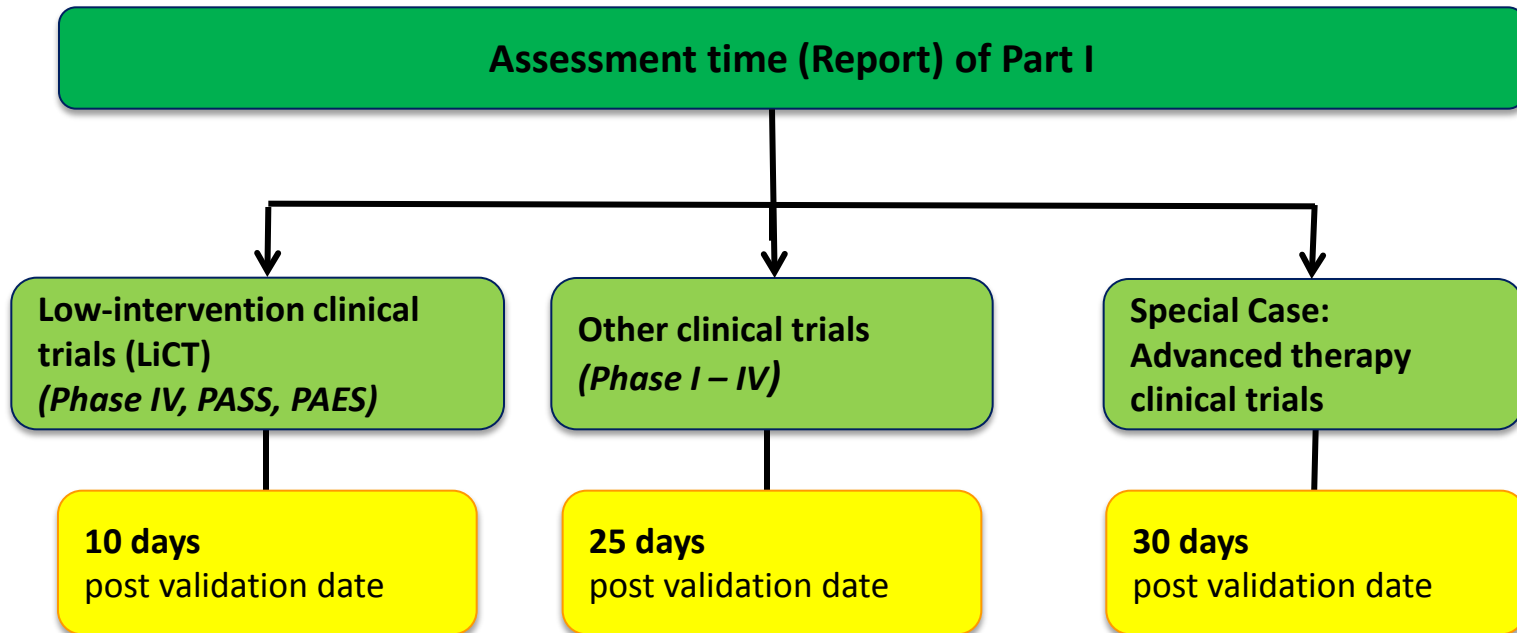 Assessment time (Report) of Part I
Low-intervention clinical
trials (LiCT)
(Phase IV, PASS, PAES)
Other clinical trials
(Phase I – IV)
Special Case:
Advanced therapy
clinical trials
10 days
post validation date
25 days
post validation date
30 days
post validation date